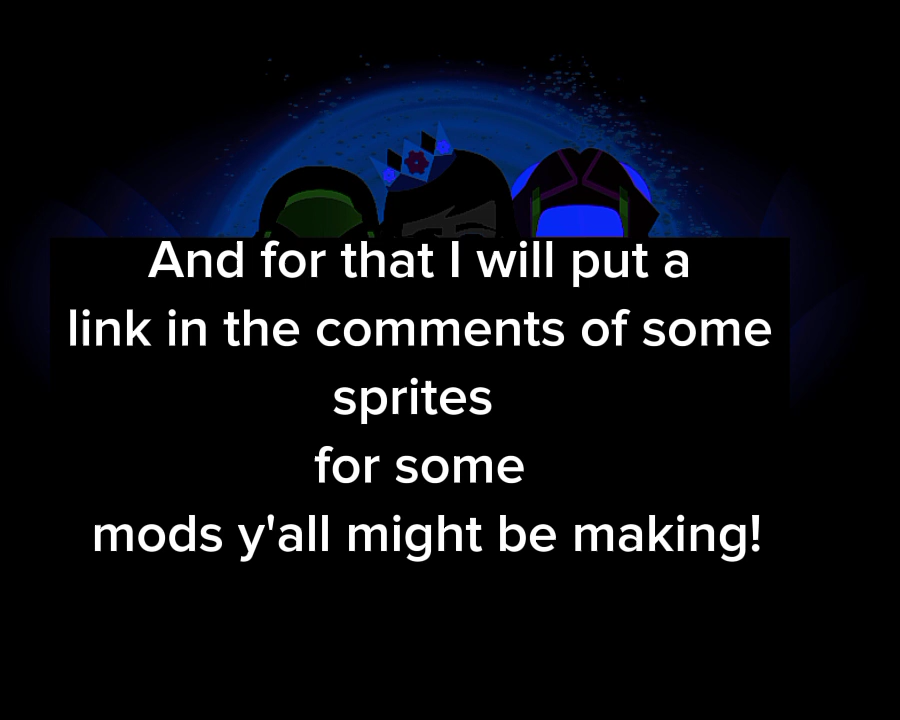 And for that I will put a
link in the comments of some
sprites
for some
mods y'all might be making!